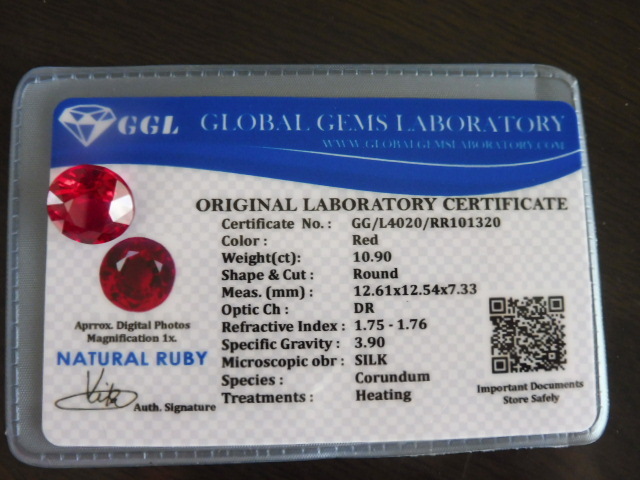 GGL GLOBAL GEMS LABORATORY
WWW.GLOBALGEMSLABORATORY.COM
ORIGINAL LABORATORY CERTIFICATE
Certificate No. : GG/L4020/RR101320
Color : Red
Weight(ct): 10.90
Shape & Cut : Round
Meas. (mm) : 12.61x12.54x7.33
Optic Ch : DR
Refractive Index : 1.75 - 1.76
Specific Gravity : 3.90
Microscopic obr : SILK
Species : Corundum
Treatments : Heating
Aprrox. Digital Photos
Magnification 1x.
NATURAL RUBY
Auth. Signature
Important Documents
Store Safely